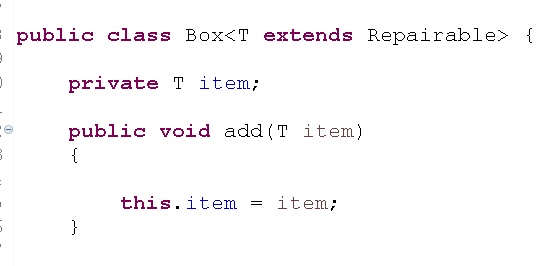 public class Box<T extends Repairable> {
private T item;
public void add(T item)
{
this.item = item;
}